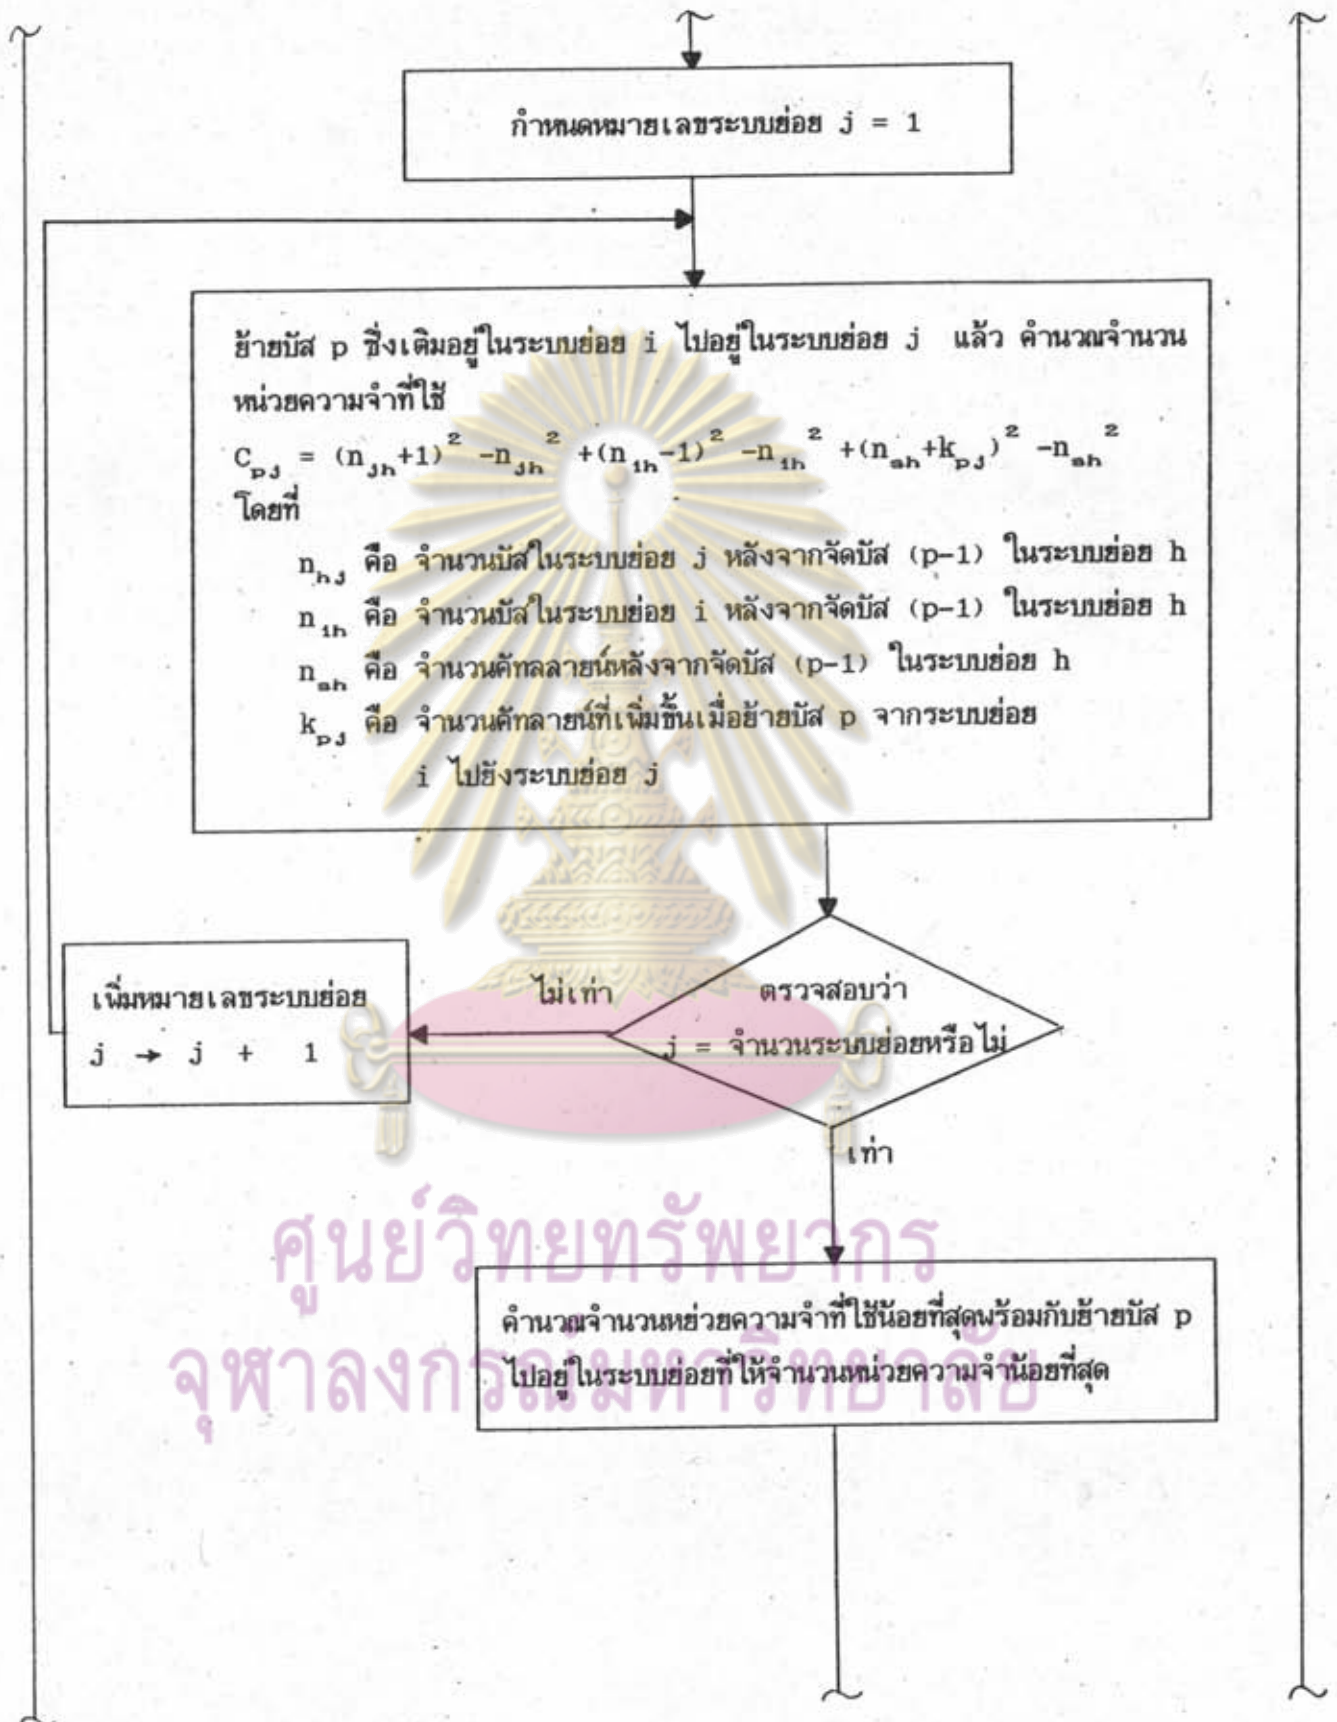 กำหนดหมายเลขระบบย่อย j = 1
ย้ายบัส p ซึ่งเดิมอยู่ในระบบย่อย i ไปอยู่ในระบบย่อย j แล้ว คำนวณจำนวน
หน่วยความจำที่ใช้
C_pj = (n_jh+1)^2 -n_jh^2 +(n_ih-1)^2 -n_ih^2 +(n_sh+k_pj)^2 -n_sh^2
โดยที่
n_hj คือ จำนวนบัสในระบบย่อย j หลังจากจัดบัส (p-1) ในระบบย่อย h
n_ih คือ จำนวนบัสในระบบย่อย i หลังจากจัดบัส (p-1) ในระบบย่อย h
n_sh คือ จำนวนคัทลลายน์หลังจากจัดบัส (p-1) ในระบบย่อย h
k_pj คือ จำนวนคัทลายน์ที่เพิ่มขึ้นเมื่อย้ายบัส p จากระบบย่อย
i ไปยังระบบย่อย j
เพิ่มหมายเลขระบบย่อย
j → j + 1
ไม่เท่า
ตรวจสอบว่า
j = จำนวนระบบย่อยหรือไม่
เท่า
ศูนย์วิทยทรัพยากร
จุฬาลงกรณ์มหาวิทยาลัย
คำนวณจำนวนหย่วยความจำที่ใช้น้อยที่สุดพร้อมกับย้ายบัส p
ไปอยู่ในระบบย่อยที่ให้จำนวนหน่วยความจำน้อยที่สุด